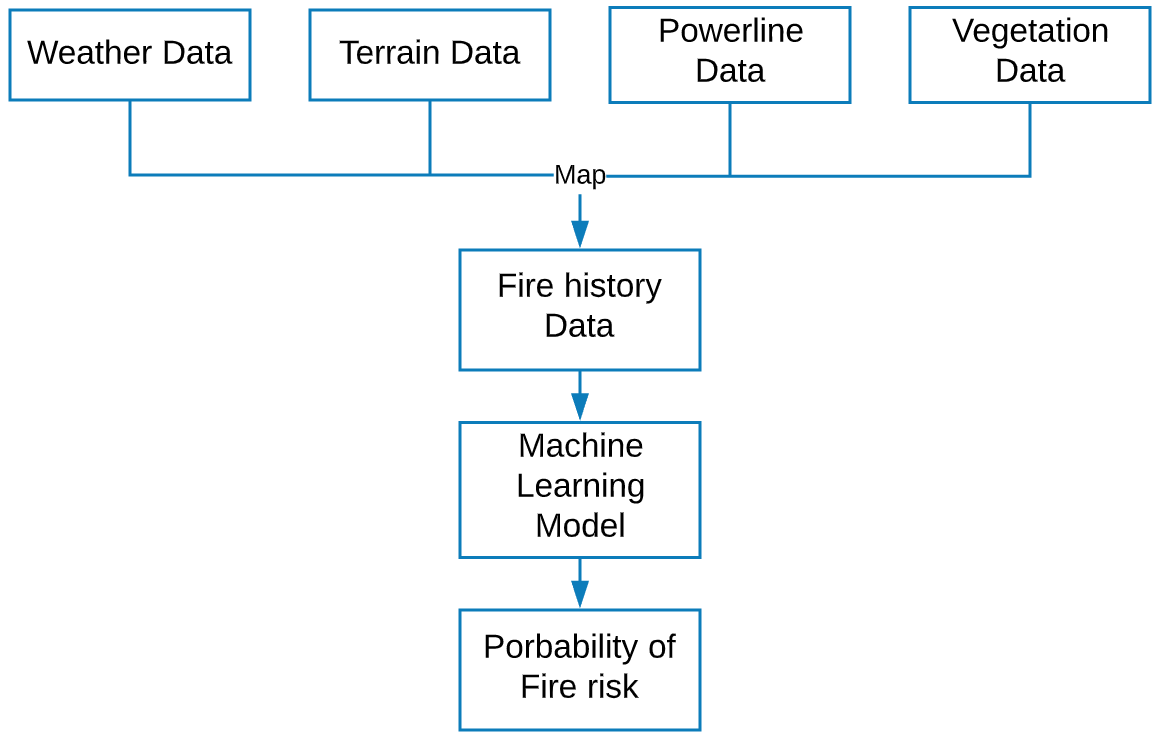 Weather Data
Terrain Data
Powerline
Data
Vegetation
Data
Map
Fire history
Data
Machine
Learning
Model
Porbability of
Fire risk